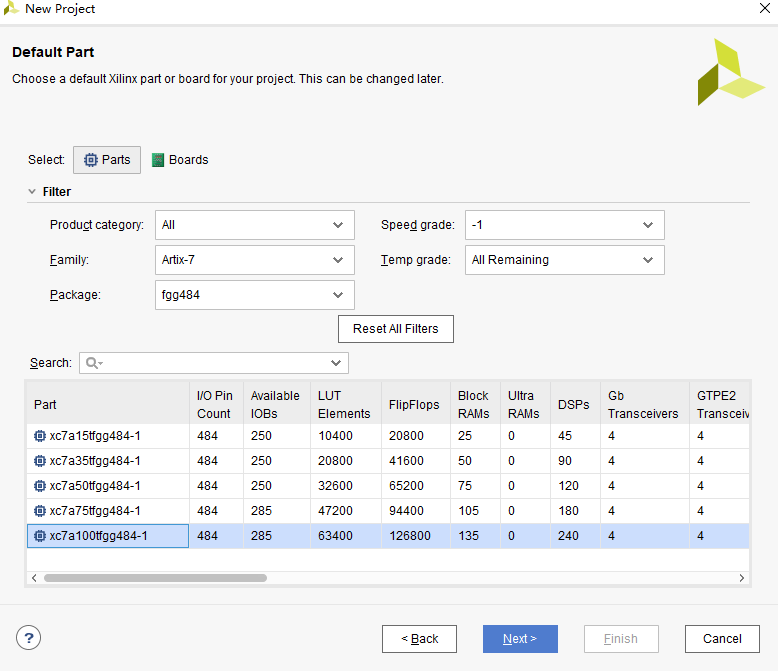 New Project
Default Part
Choose a default Xilinx part or board for your project. This can be changed later.
Select: Parts Boards
Filter
Product category: All Speed grade: -1
Family: Artix-7 Temp grade: All Remaining
Package: fgg484
Reset All Filters
Search:
Part I/O Pin Count Available IOBs LUT Elements FlipFlops Block RAMs Ultra RAMs DSPs Gb Transceivers GTPE2 Transceiv
xc7a15tfgg484-1 484 250 10400 20800 25 0 45 4 4
xc7a35tfgg484-1 484 250 20800 41600 50 0 90 4 4
xc7a50tfgg484-1 484 250 32600 65200 75 0 120 4 4
xc7a75tfgg484-1 484 285 47200 94400 105 0 180 4 4
xc7a100tfgg484-1 484 285 63400 126800 135 0 240 4 4
? < Back Next > Finish Cancel